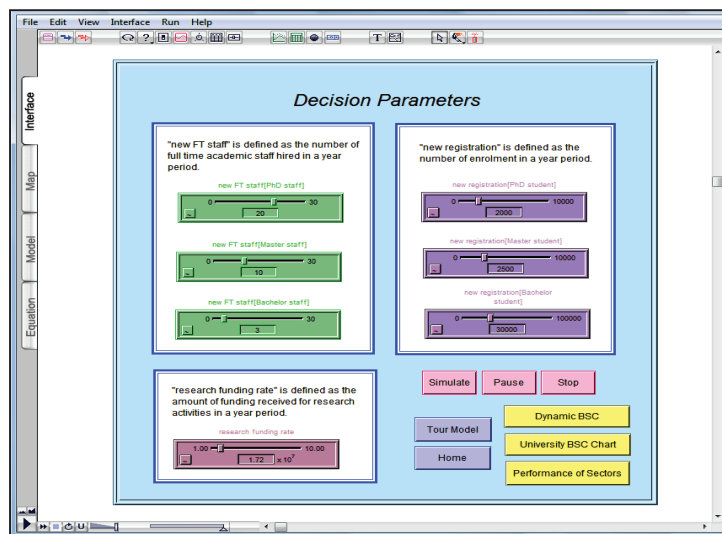 File Edit View Interface Run Help
Interface
Map
Model
Equation
Decision Parameters
"new FT staff" is defined as the number of
full time academic staff hired in a year
period.
new FT staff[PhD staff]
0 30
20
new FT staff[Master staff]
0 30
10
new FT staff[Bachelor staff]
0 30
3
"new registration" is defined as the
number of enrolment in a year period.
new registration[PhD student]
0 10000
2000
new registration[Master student]
0 10000
2500
new registration[Bachelor
student]
0 100000
30000
"research funding rate" is defined as the
amount of funding received for research
activities in a year period.
research funding rate
1.00 10.00
1.72 x 10⁷
Simulate Pause Stop
Tour Model
Home
Dynamic BSC
University BSC Chart
Performance of Sectors